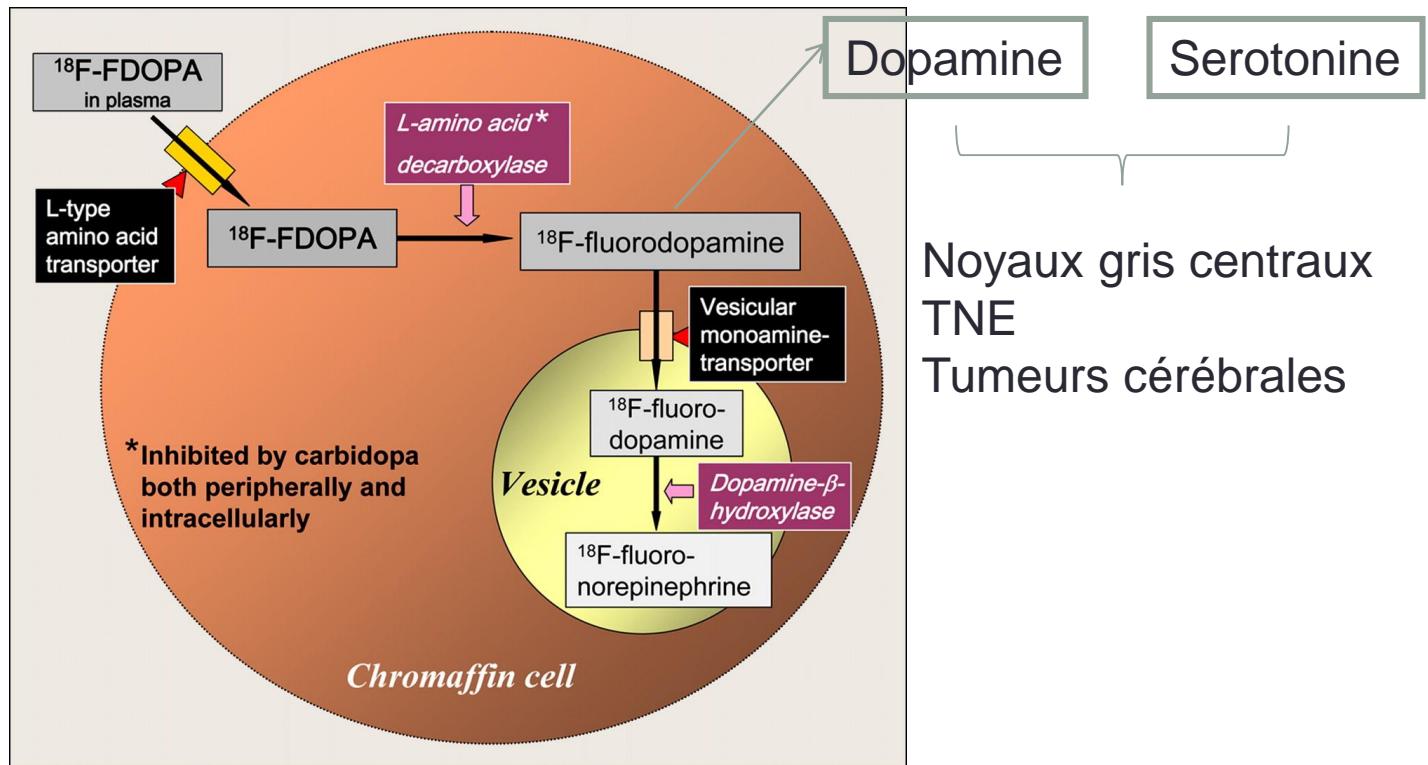 ¹⁸F-FDOPA
in plasma
L-type
amino acid
transporter
¹⁸F-FDOPA
L-amino acid*
decarboxylase
¹⁸F-fluorodopamine
Vesicular
monoamine-
transporter
¹⁸F-fluoro-
dopamine
Vesicle
Dopamine-β-
hydroxylase
¹⁸F-fluoro-
norepinephrine
*Inhibited by carbidopa
both peripherally and
intracellularly
Chromaffin cell
Dopamine
Serotonine
Noyaux gris centraux
TNE
Tumeurs cérébrales